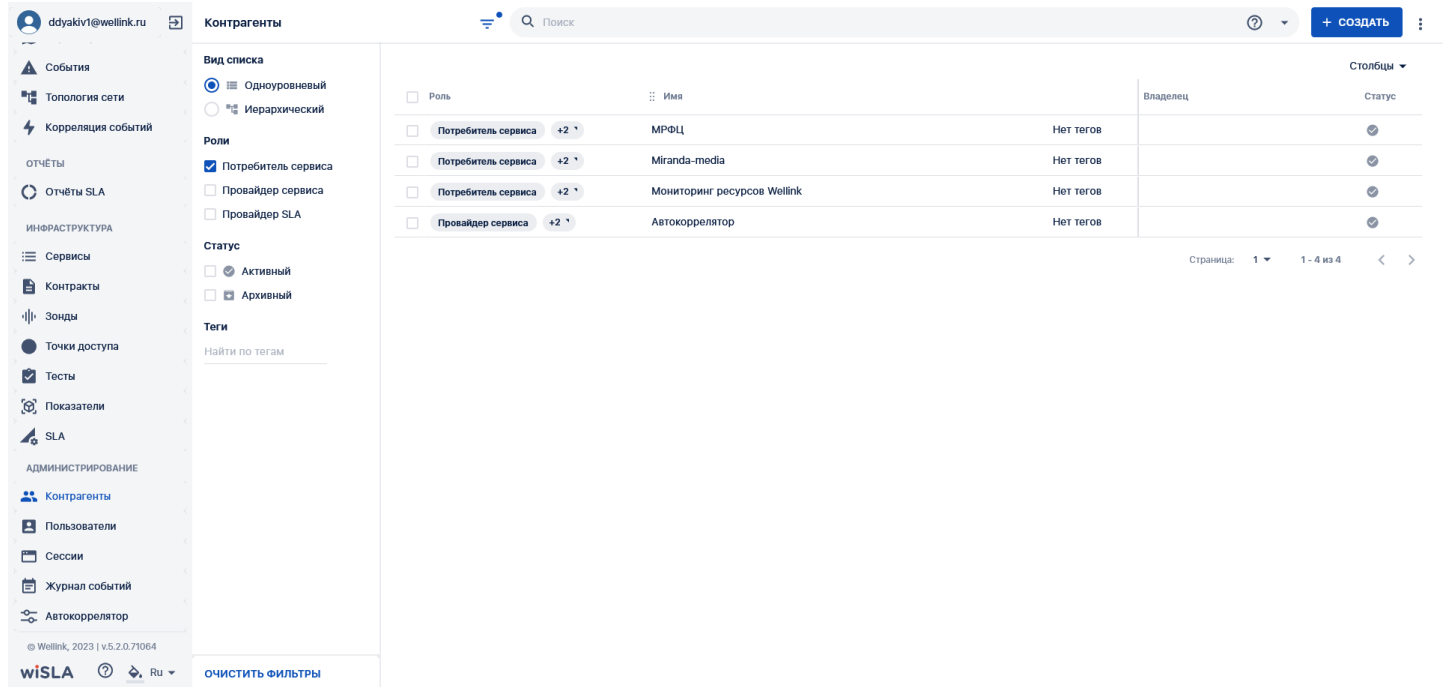 ddyakiv1@wellink.ru
События
Топология сети
Корреляция событий
ОТЧЁТЫ
Отчёты SLA
ИНФРАСТРУКТУРА
Сервисы
Контракты
Зонды
Точки доступа
Тесты
Показатели
SLA
АДМИНИСТРИРОВАНИЕ
Контрагенты
Пользователи
Сессии
Журнал событий
Автокоррелятор
© Wellink, 2023 | v.5.2.0.71064
wiSLA Ru
Контрагенты
Поиск
+ СОЗДАТЬ
Вид списка
Одноуровневый
Иерархический
Роли
Потребитель сервиса
Провайдер сервиса
Провайдер SLA
Статус
Активный
Архивный
Теги
Найти по тегам
ОЧИСТИТЬ ФИЛЬТРЫ
Столбцы
Роль Имя Владелец Статус
Потребитель сервиса +2 МРФЦ Нет тегов
Потребитель сервиса +2 Miranda-media Нет тегов
Потребитель сервиса +2 Мониторинг ресурсов Wellink Нет тегов
Провайдер сервиса +2 Автокоррелятор Нет тегов
Страница: 1 1 - 4 из 4